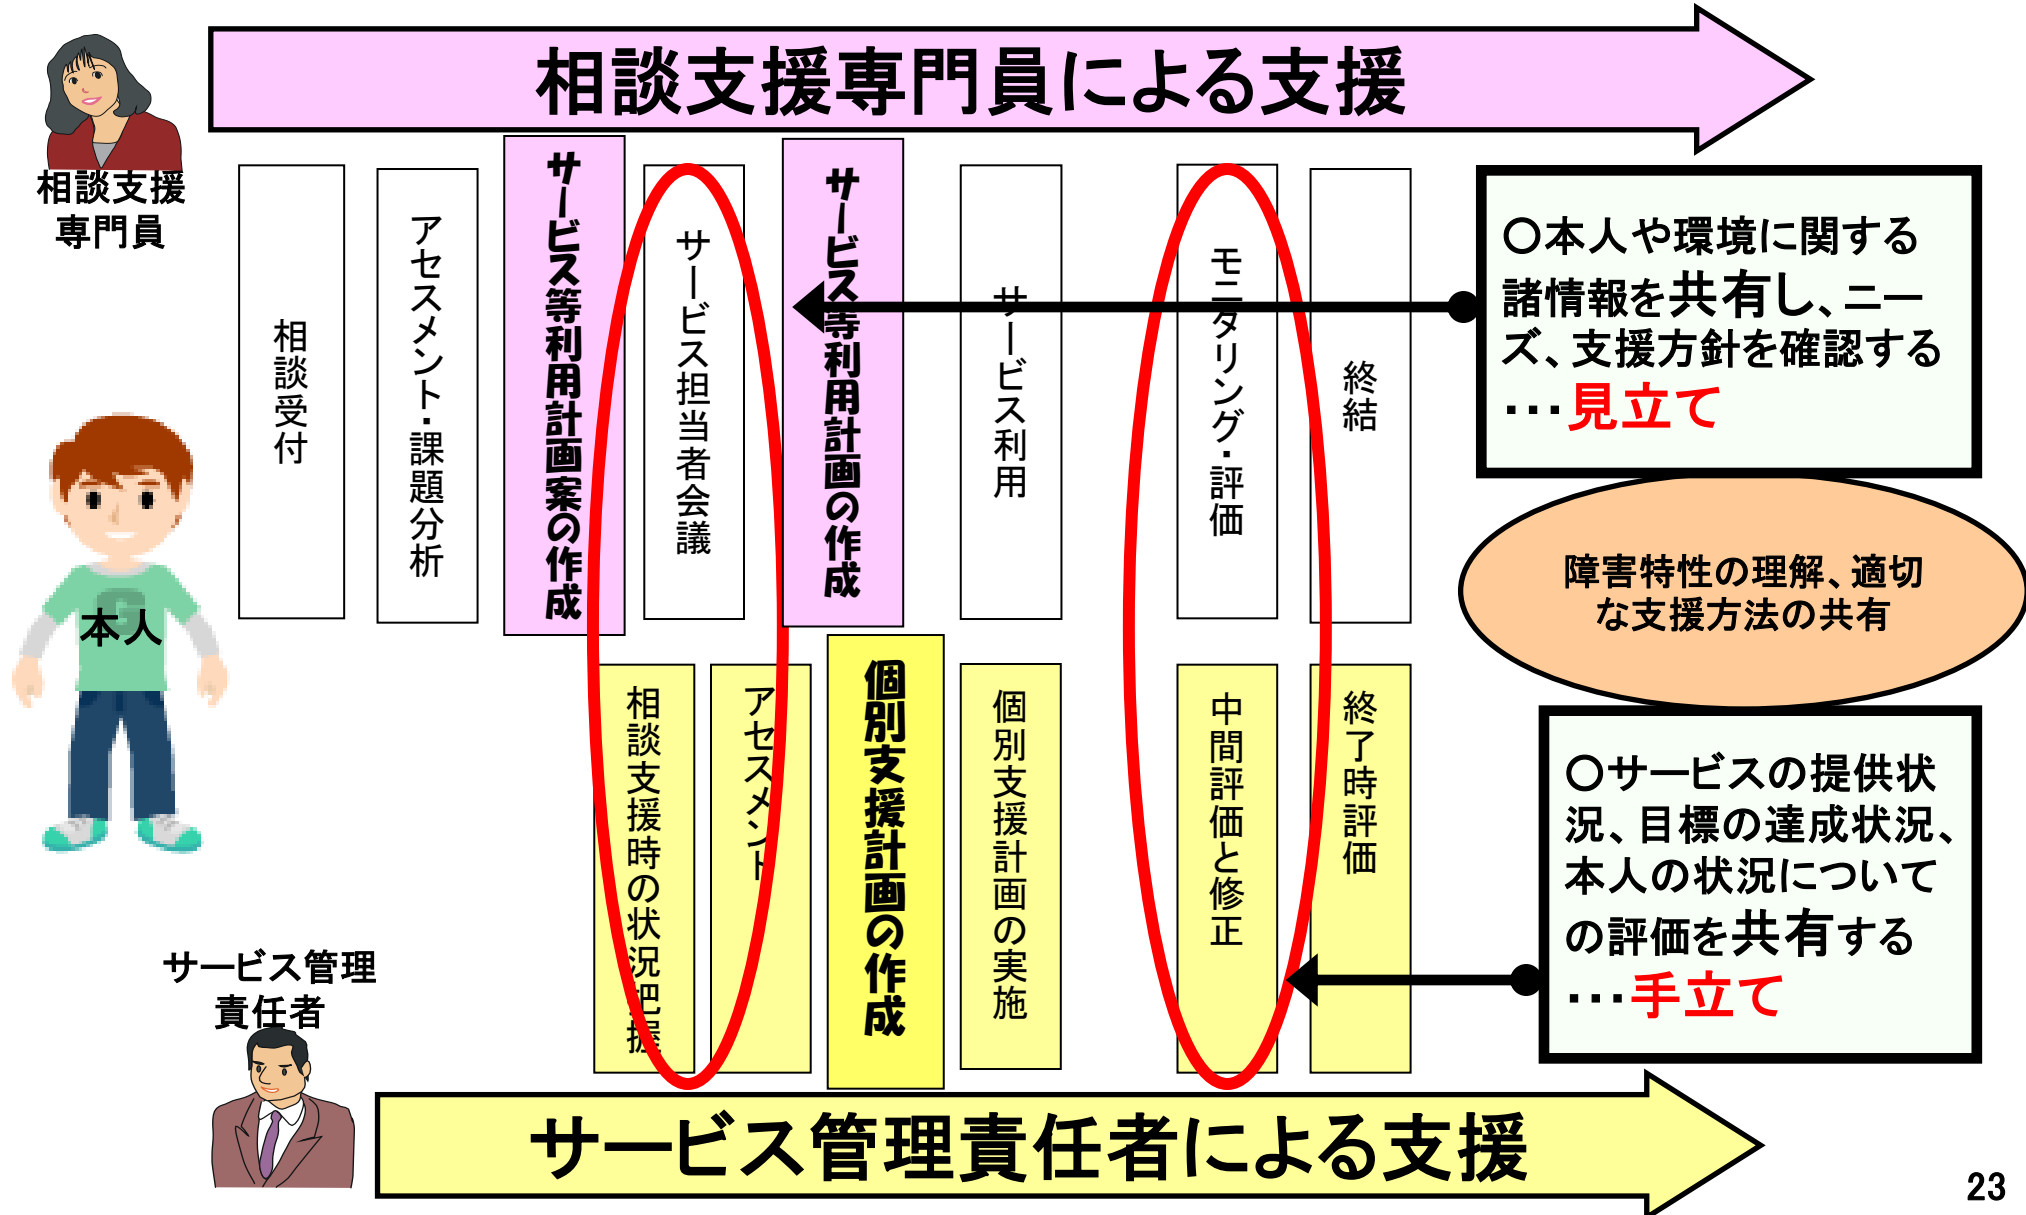 相談支援専門員による支援
相談支援
専門員
相談受付
アセスメント・課題分析
サービス等利用計画案の作成
サービス担当者会議
サービス等利用計画の作成
サービス利用
モニタリング・評価
終結
〇本人や環境に関する
諸情報を共有し、ニー
ズ、支援方針を確認する
・・・見立て
障害特性の理解、適切
な支援方法の共有
本人
相談支援時の状況把握
アセスメント
個別支援計画の作成
個別支援計画の実施
中間評価と修正
終了時評価
〇サービスの提供状
況、目標の達成状況、
本人の状況について
の評価を共有する
・・・手立て
サービス管理
責任者
サービス管理責任者による支援
23